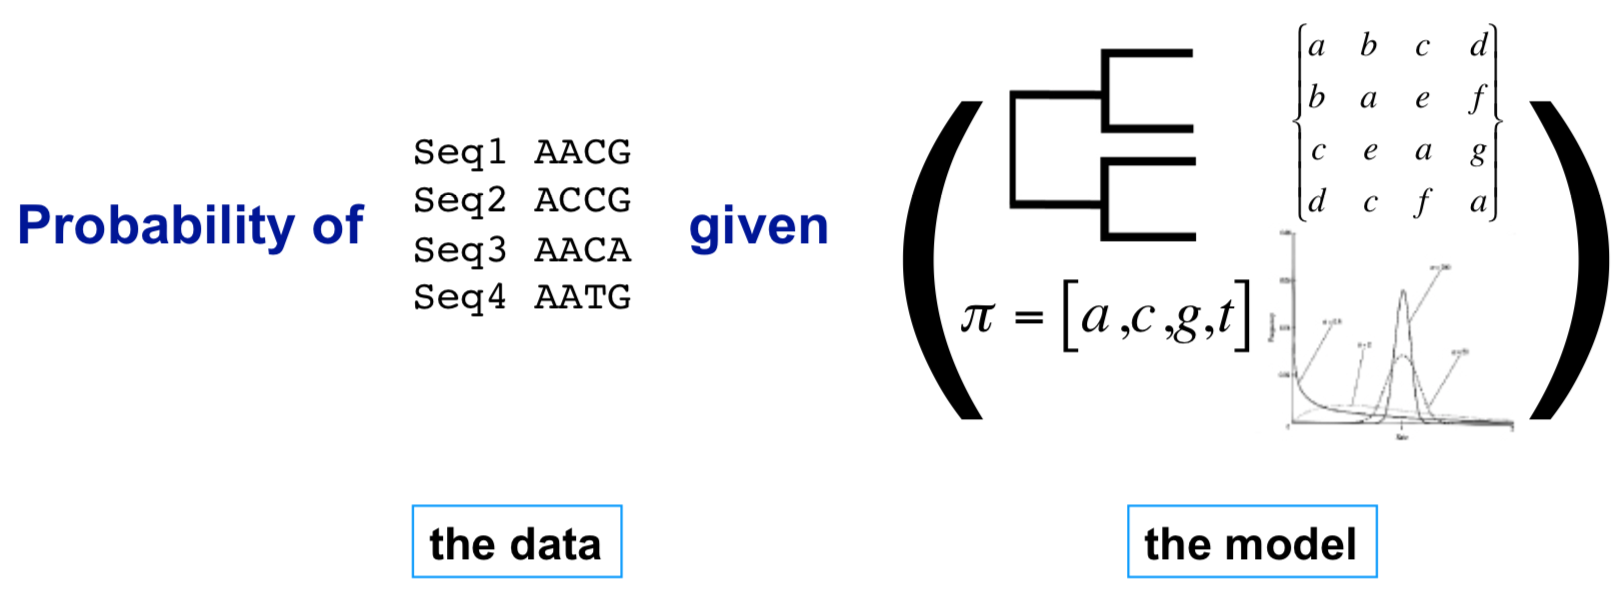 Probability of
Seq1 AACG
Seq2 ACCG
Seq3 AACA
Seq4 AATG
given
a b c d
b a e f
c e a g
d c f a
π = [a,c,g,t]
the data
the model